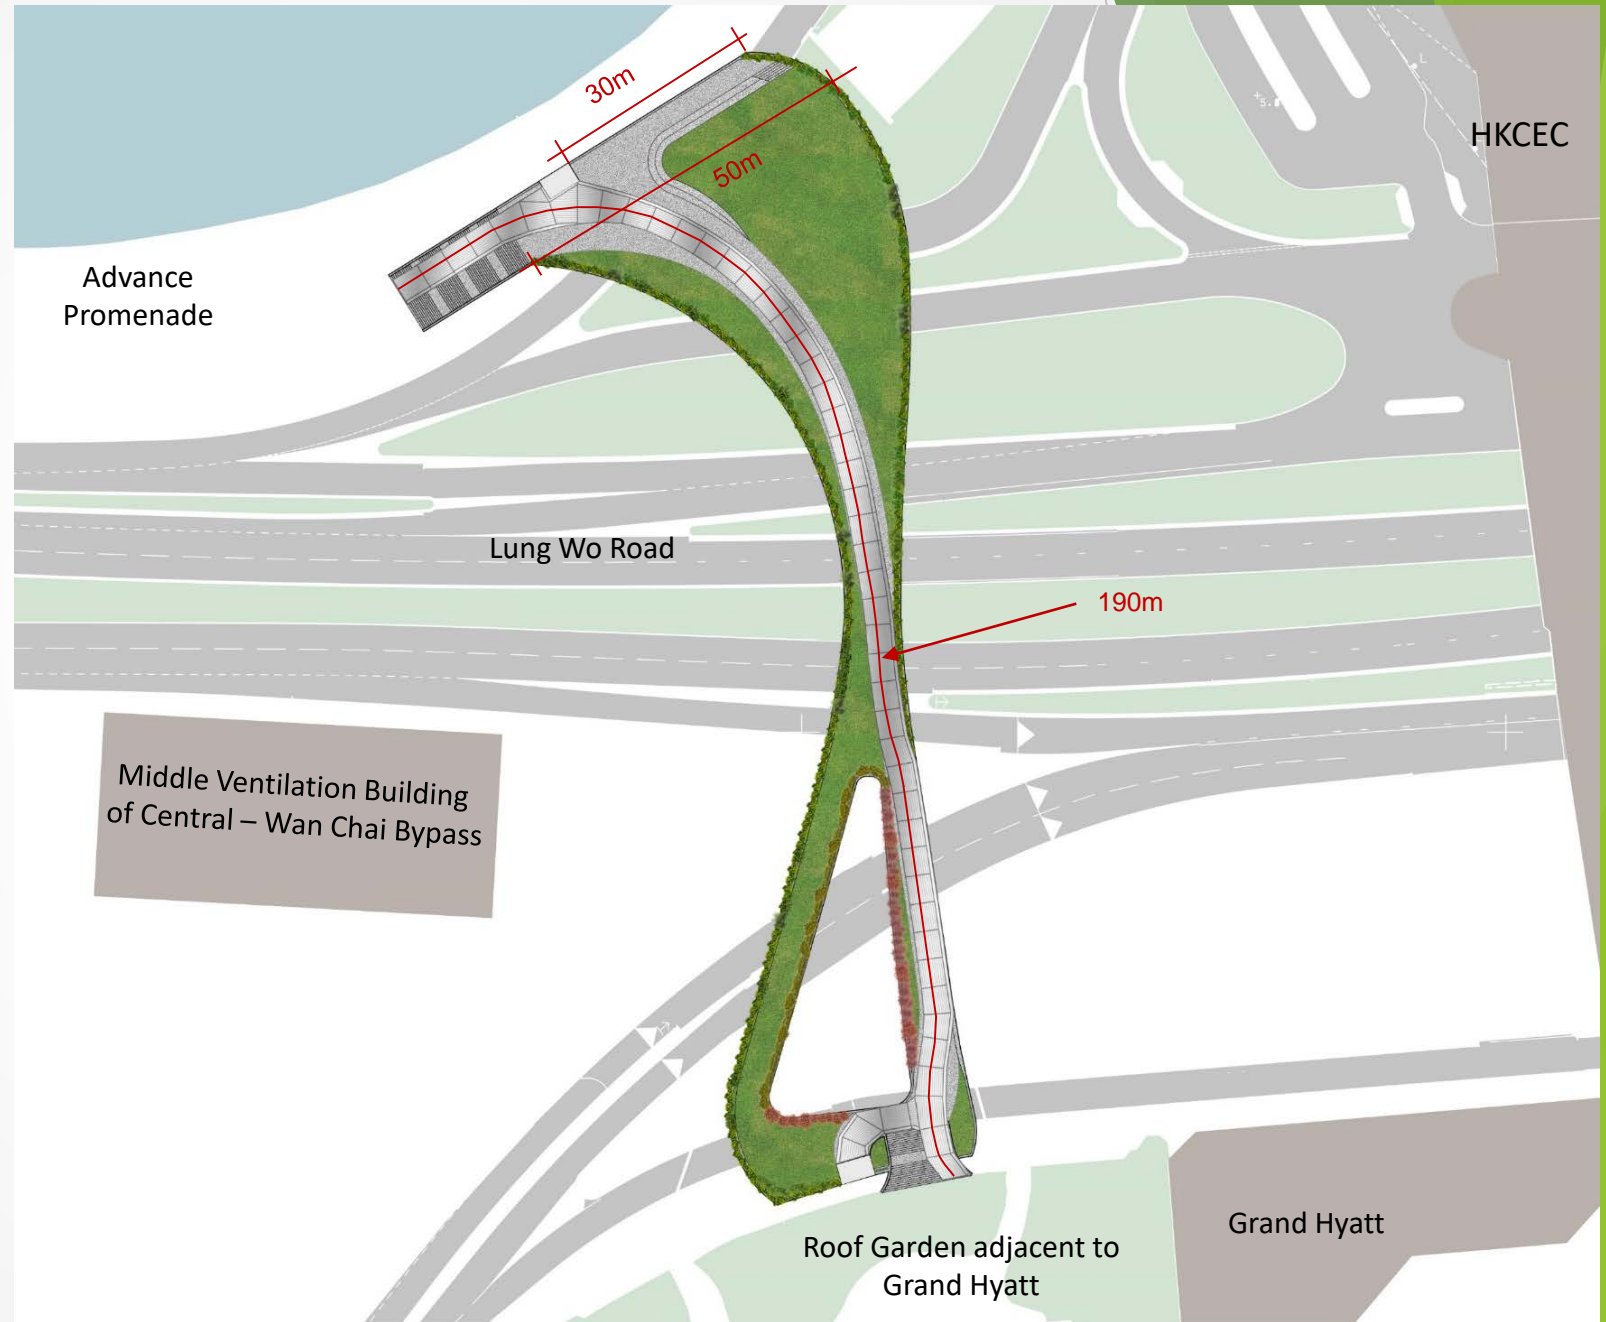 30m
50m
HKCEC
Advance
Promenade
Lung Wo Road
190m
Middle Ventilation Building
of Central – Wan Chai Bypass
Grand Hyatt
Roof Garden adjacent to
Grand Hyatt